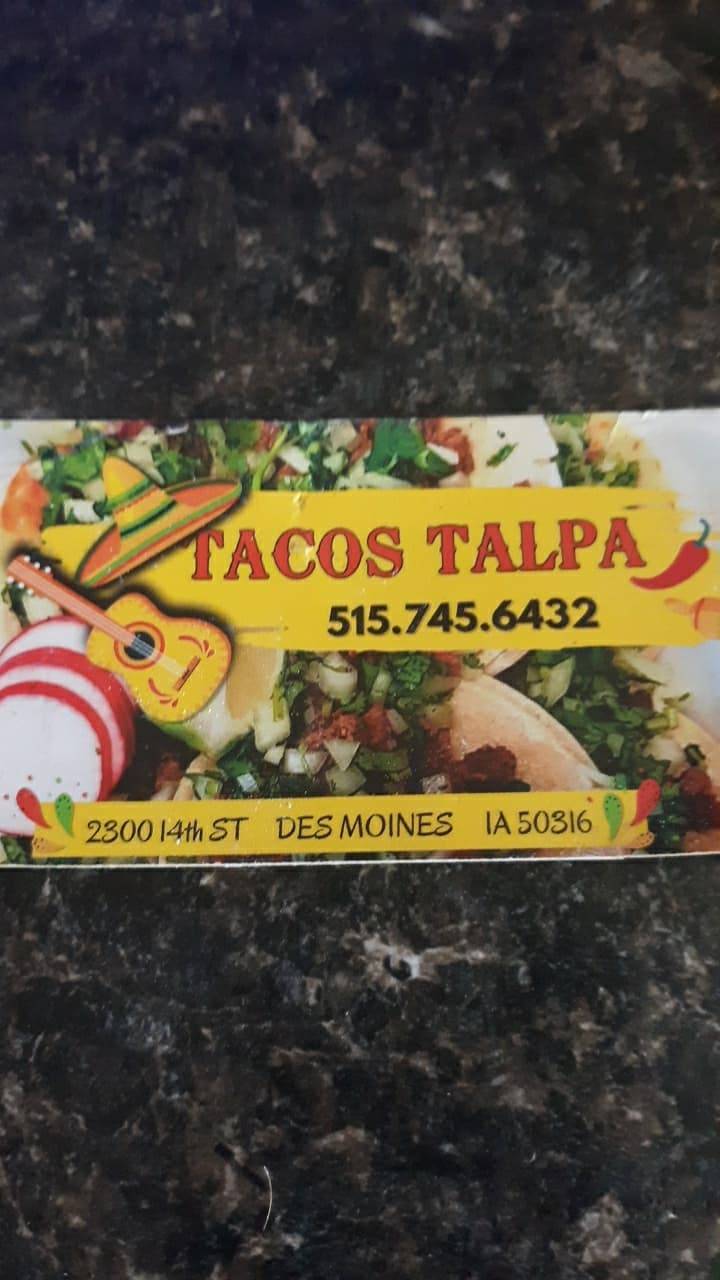 TACOS TALPA
515.745.6432
2300 14th ST DES MOINES IA 50316